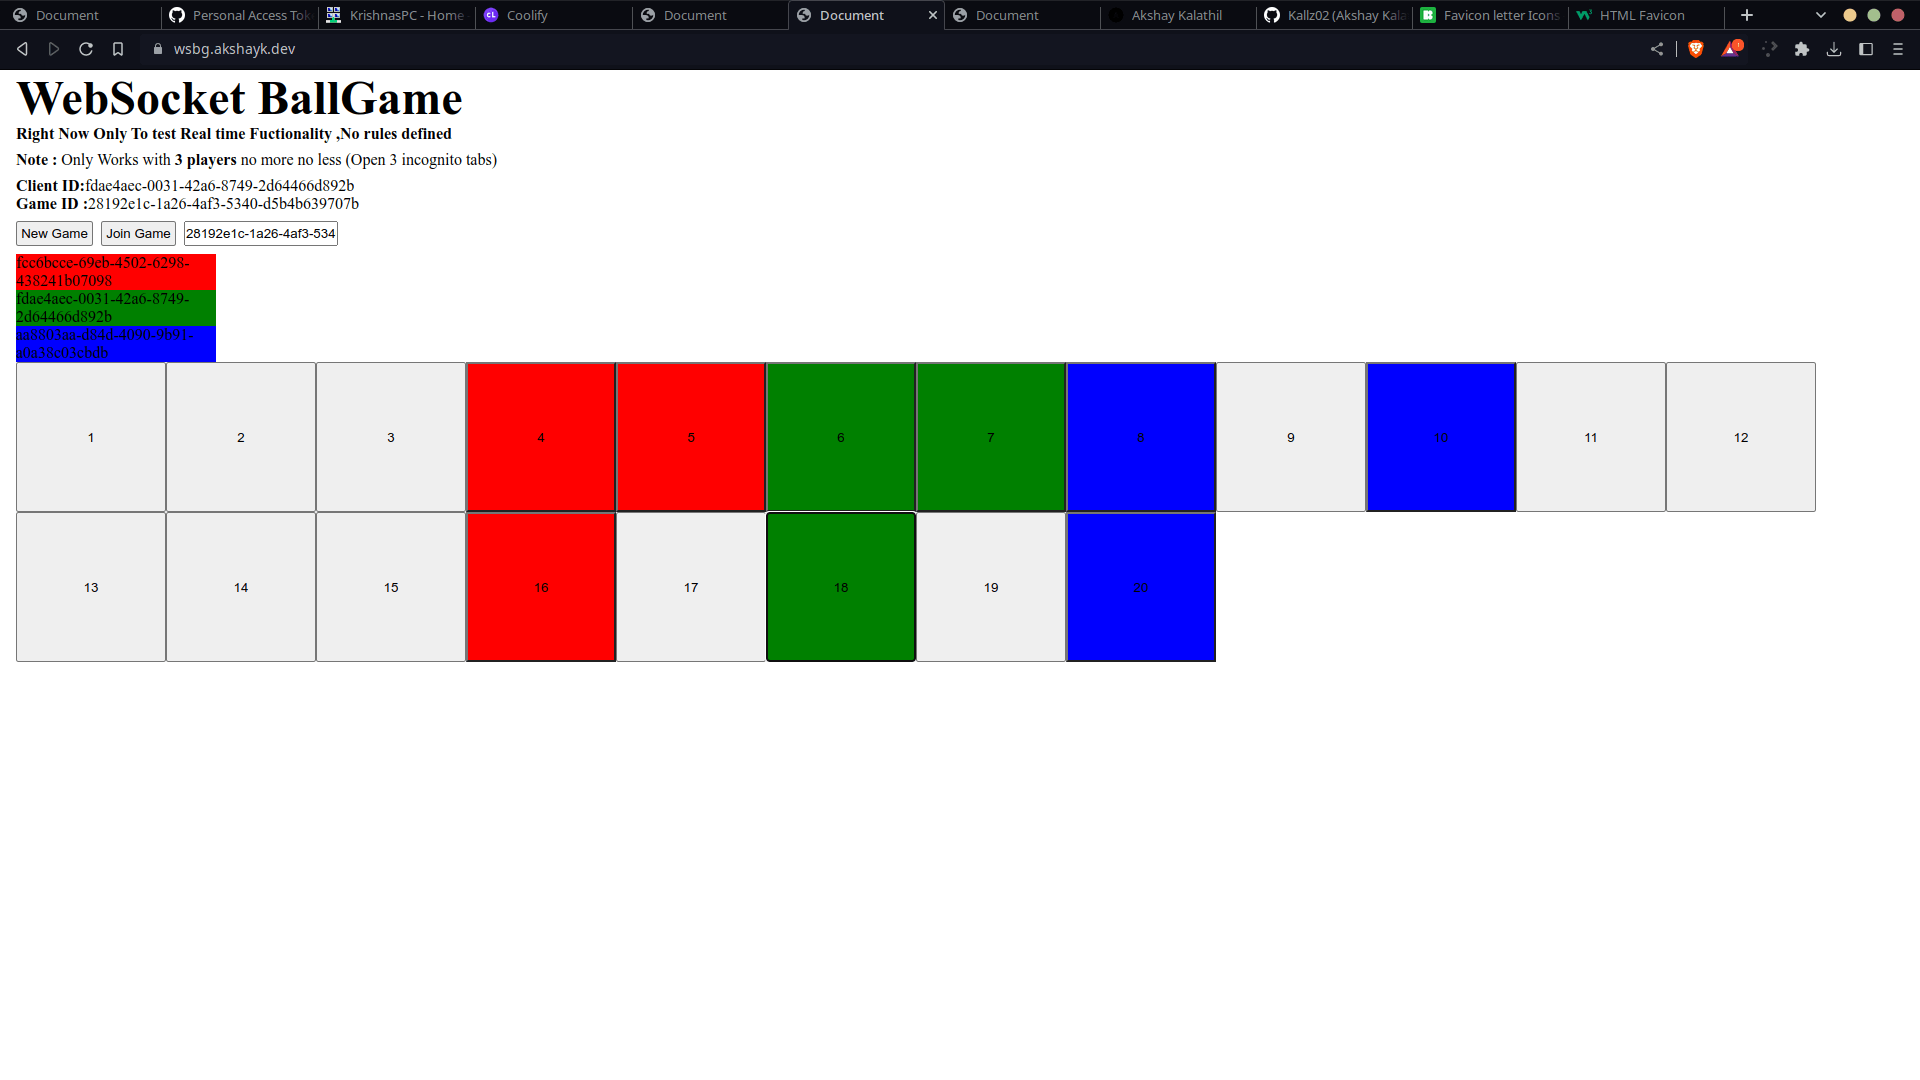 Document
Personal Access Tok
KrishnasPC - Home
Coolify
Document
Document
Document
Akshay Kalathil
Kallz02 (Akshay Kala
Favicon letter Icons
HTML Favicon
wsbg.akshayk.dev
WebSocket BallGame
Right Now Only To test Real time Fuctionality ,No rules defined
Note : Only Works with 3 players no more no less (Open 3 incognito tabs)
Client ID:fdae4aec-0031-42a6-8749-2d64466d892b
Game ID :28192e1c-1a26-4af3-5340-d5b4b639707b
New Game Join Game 28192e1c-1a26-4af3-534
fcc6bcce-69eb-4502-6298-
438241b07098
fdae4aec-0031-42a6-8749-
2d64466d892b
aa8803aa-d84d-4090-9b91-
a0a38c03cbdb
1 2 3 4 5 6 7 8 9 10 11 12
13 14 15 16 17 18 19 20